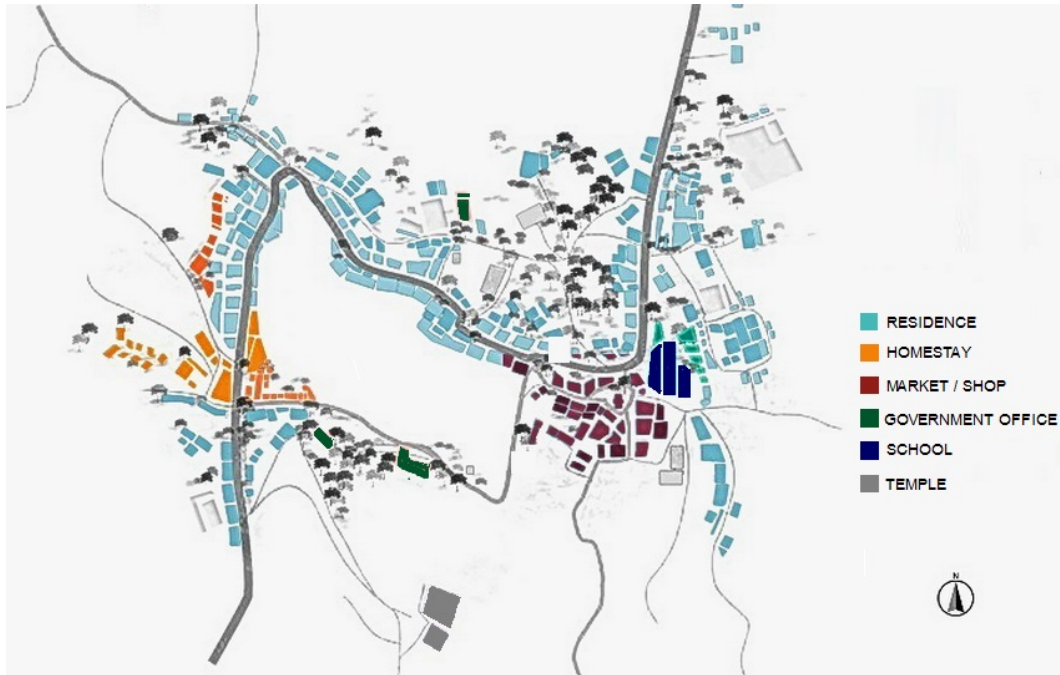 RESIDENCE
HOMESTAY
MARKET / SHOP
GOVERNMENT OFFICE
SCHOOL
TEMPLE
N